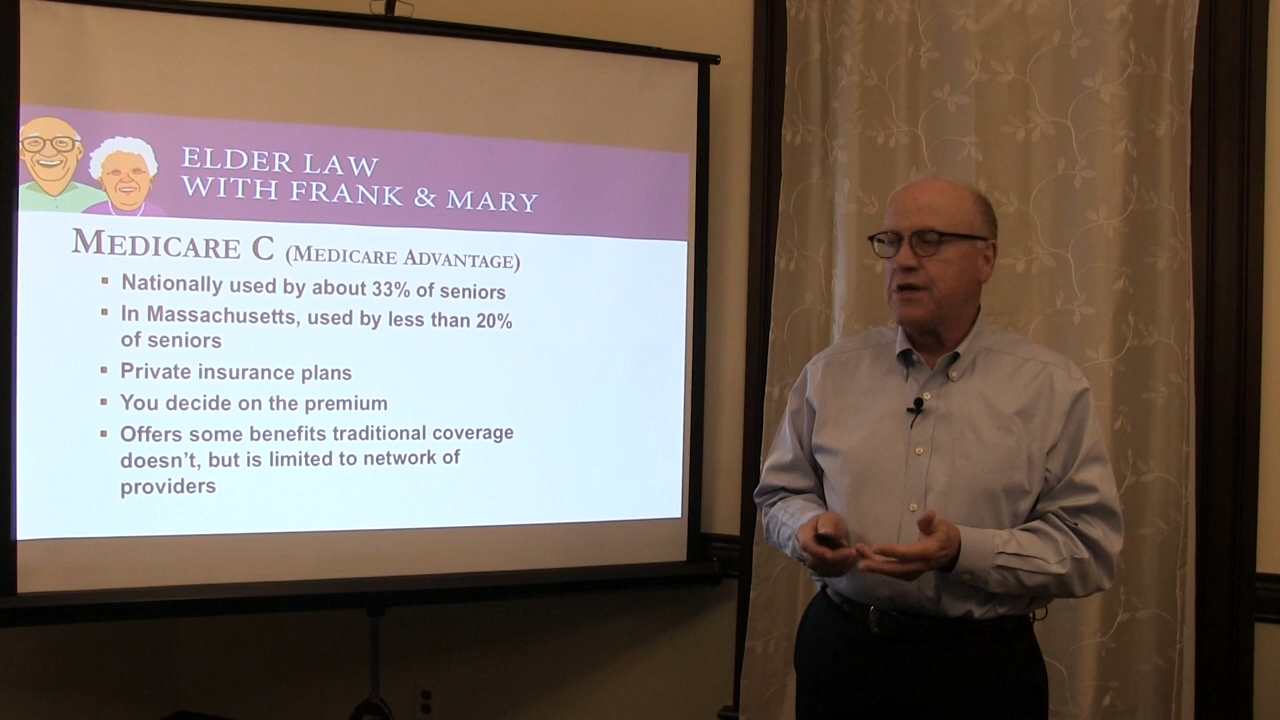 ELDER LAW
WITH FRANK & MARY
MEDICARE C (MEDICARE ADVANTAGE)
▪ Nationally used by about 33% of seniors
▪ In Massachusetts, used by less than 20%
of seniors
▪ Private insurance plans
▪ You decide on the premium
▪ Offers some benefits traditional coverage
doesn't, but is limited to network of
providers